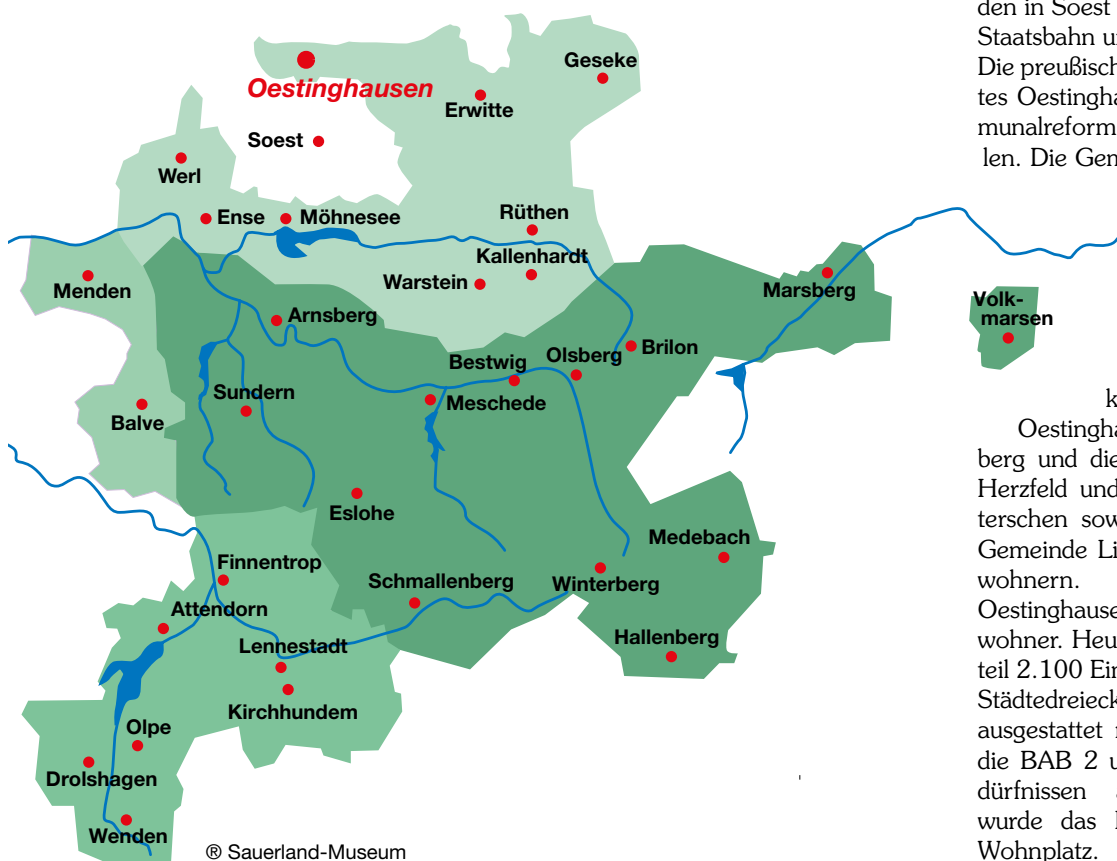 Geseke
Oestinghausen
Erwitte
Soest
Werl
Ense
Möhnesee
Rüthen
Kallenhardt
Warstein
Menden
Marsberg
Volk-
marsen
Arnsberg
Brilon
Bestwig
Olsberg
Sundern
Meschede
Balve
Eslohe
Medebach
Finnentrop
Schmallenberg
Winterberg
Attendorn
Hallenberg
Lennestadt
Kirchhundem
Olpe
Drolshagen
Wenden
® Sauerland-Museum
den in Soest
Staatsbahn u
Die preußisch
tes Oestingha
munalreform
len. Die Gem
k
Oestingha
berg und die
Herzfeld und
terschen sow
Gemeinde Li
wohnern.
Oestinghause
wohner. Heu
teil 2.100 Ein
Städtedreieck
ausgestattet
die BAB 2 u
dürfnissen
wurde das
Wohnplatz.